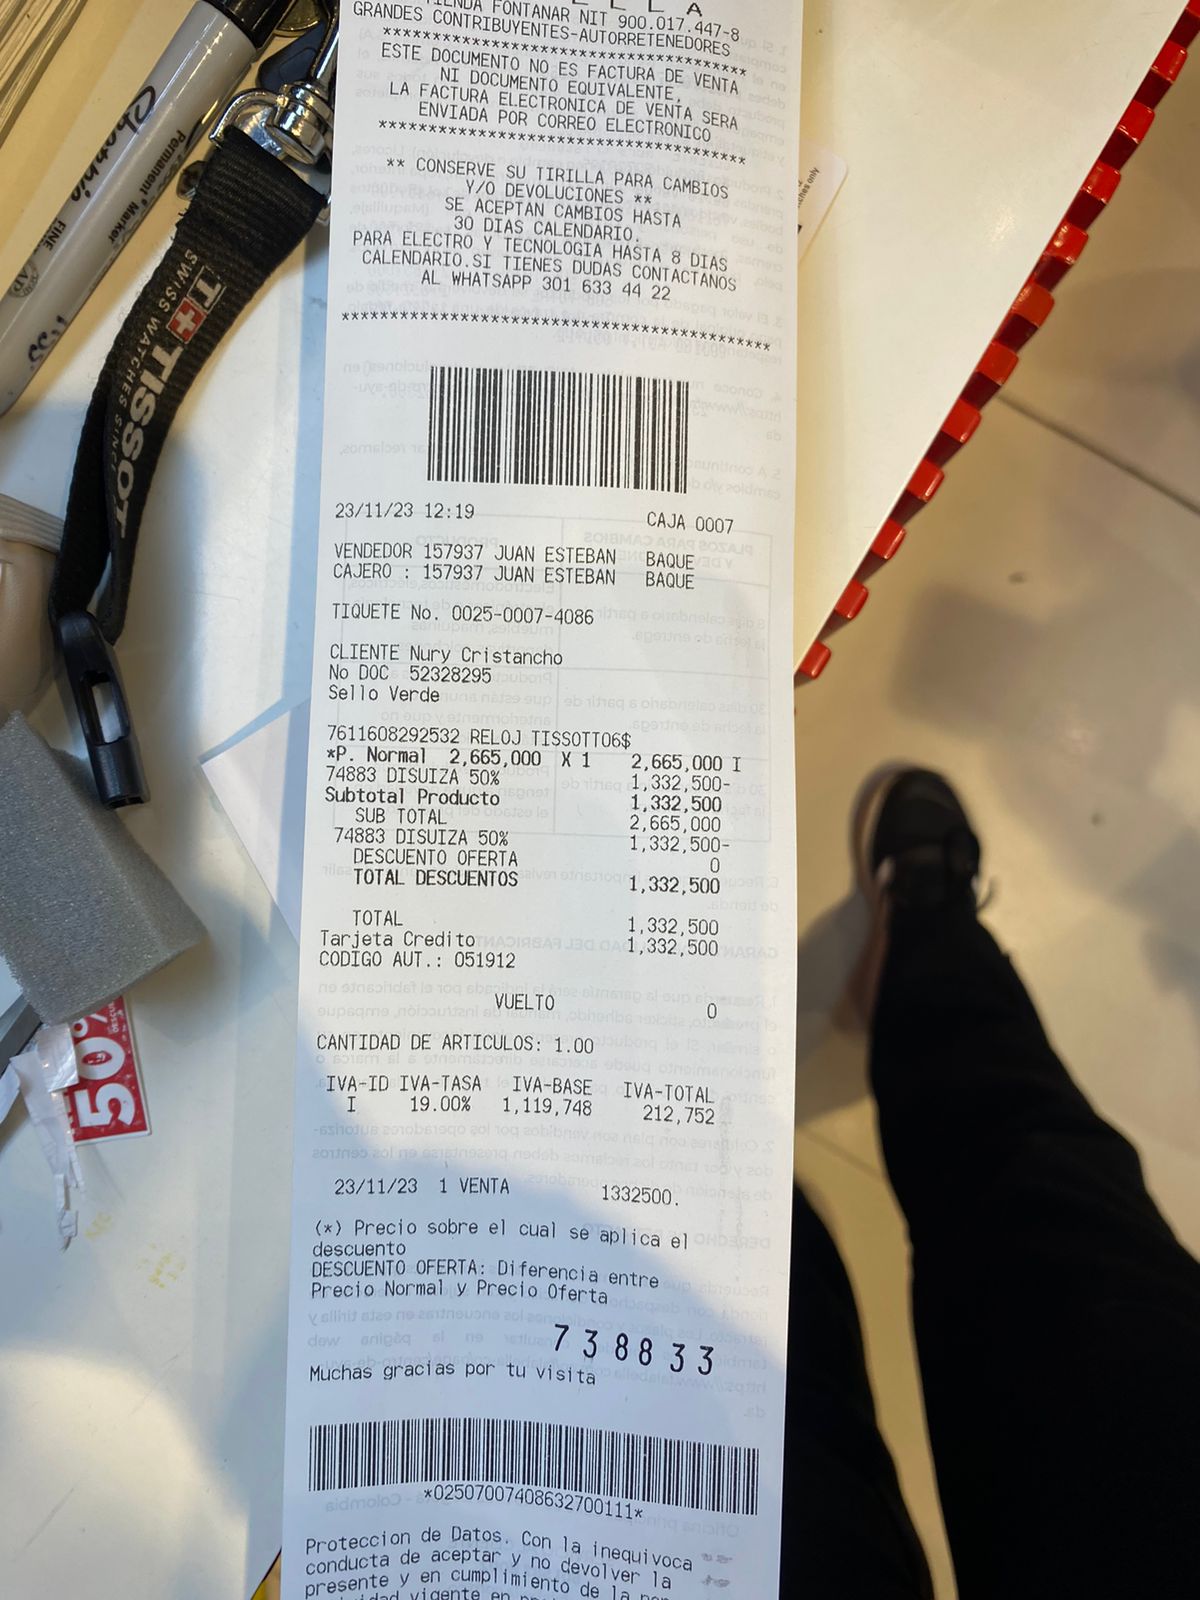 TIENDA FONTANAR NIT 900.017.447-8
GRANDES CONTRIBUYENTES-AUTORRETENEDORES
****************************************
ESTE DOCUMENTO NO ES FACTURA DE VENTA
NI DOCUMENTO EQUIVALENTE,
LA FACTURA ELECTRONICA DE VENTA SERA
ENVIADA POR CORREO ELECTRONICO
****************************************
** CONSERVE SU TIRILLA PARA CAMBIOS
Y/O DEVOLUCIONES **
SE ACEPTAN CAMBIOS HASTA
30 DIAS CALENDARIO.
PARA ELECTRO Y TECNOLOGIA HASTA 8 DIAS
CALENDARIO.SI TIENES DUDAS CONTACTANOS
AL WHATSAPP 301 633 44 22
****************************************
23/11/23 12:19 CAJA 0007
VENDEDOR 157937 JUAN ESTEBAN BAQUE
CAJERO : 157937 JUAN ESTEBAN BAQUE
TIQUETE No. 0025-0007-4086
CLIENTE Nury Cristancho
No DOC 52328295
Sello Verde
7611608292532 RELOJ TISSOTT06$
*P. Normal 2,665,000 X 1 2,665,000 I
74883 DISUIZA 50% 1,332,500-
Subtotal Producto 1,332,500
SUB TOTAL 2,665,000
74883 DISUIZA 50% 1,332,500-
DESCUENTO OFERTA 0
TOTAL DESCUENTOS 1,332,500
TOTAL 1,332,500
Tarjeta Credito 1,332,500
CODIGO AUT.: 051912
VUELTO 0
CANTIDAD DE ARTICULOS: 1.00
IVA-ID IVA-TASA IVA-BASE IVA-TOTAL
I 19.00% 1,119,748 212,752
23/11/23 1 VENTA 1332500.
(*) Precio sobre el cual se aplica el
descuento
DESCUENTO OFERTA: Diferencia entre
Precio Normal y Precio Oferta
738833
Muchas gracias por tu visita
*02507007408632700111*
Proteccion de Datos. Con la inequivoca
conducta de aceptar y no devolver la
presente y en cumplimiento de la
Sharpie
Permanent Marker
FINE
TISSOT
SWISS WATCHES
50%